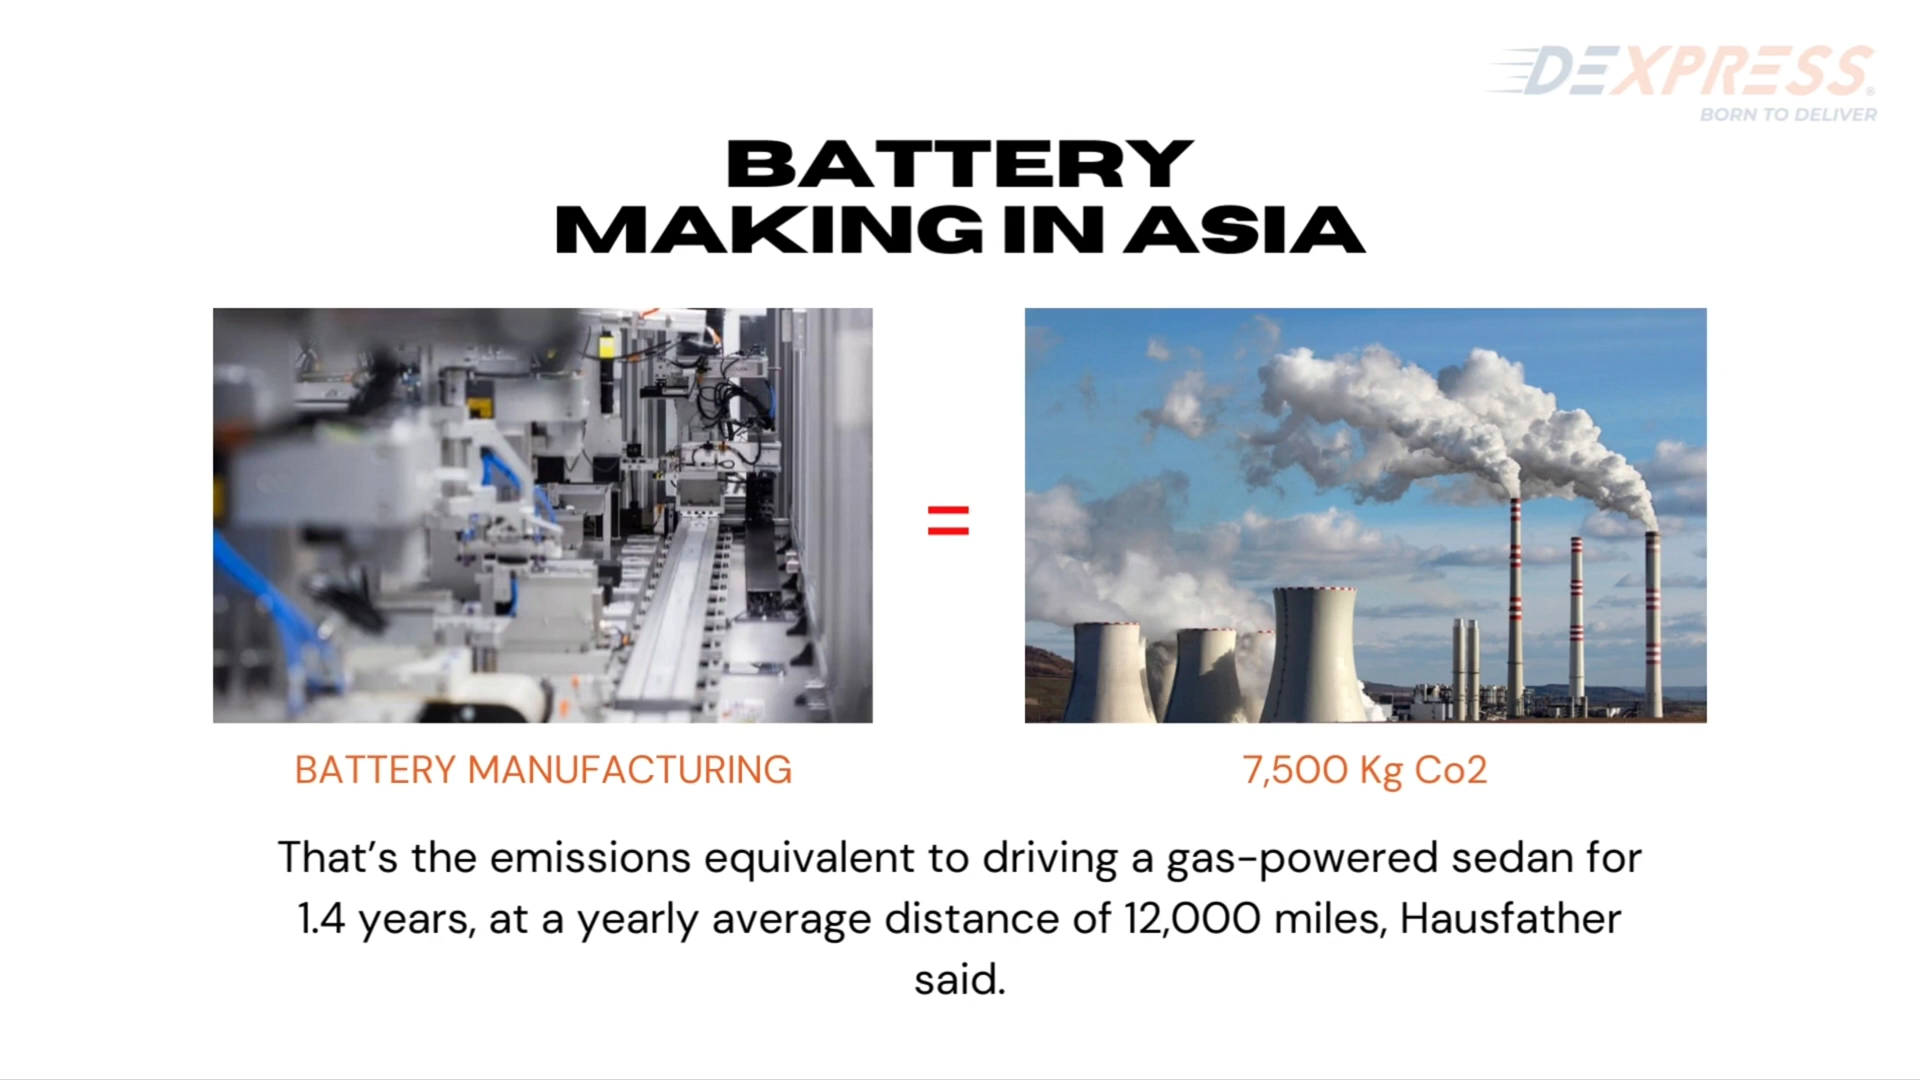 DEXPRESS®
BORN TO DELIVER
BATTERY
MAKING IN ASIA
=
BATTERY MANUFACTURING
7,500 Kg Co2
That’s the emissions equivalent to driving a gas-powered sedan for
1.4 years, at a yearly average distance of 12,000 miles, Hausfather
said.